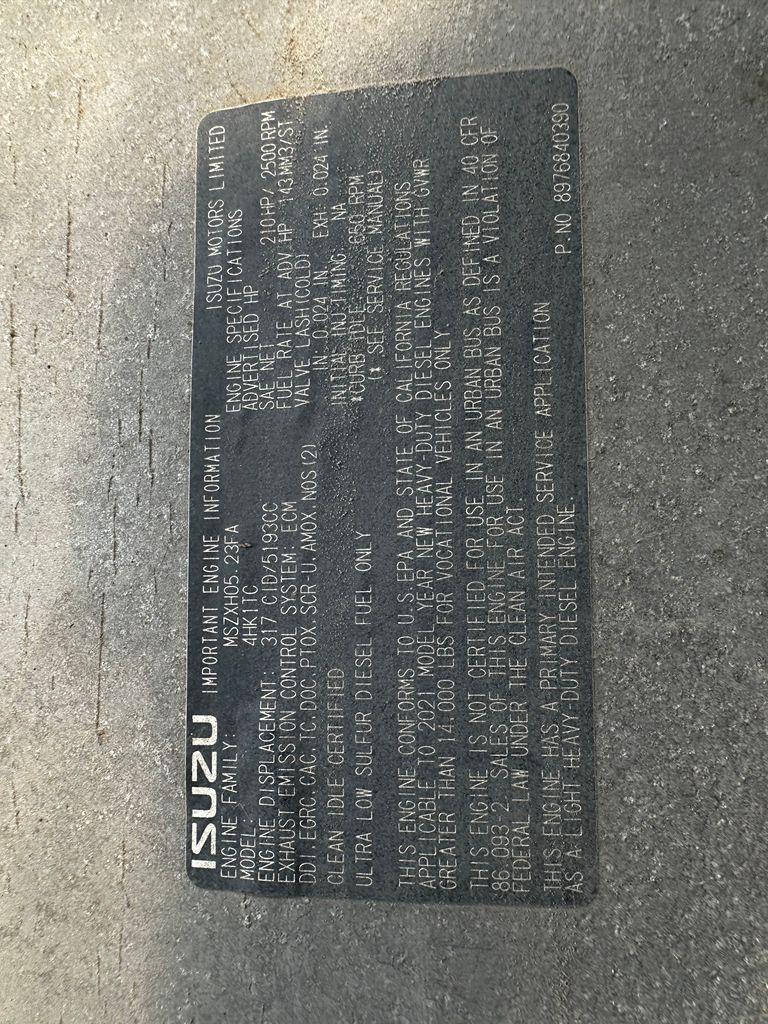 ISUZU IMPORTANT ENGINE INFORMATION ISUZU MOTORS LIMITED
ENGINE FAMILY: MSZXH05.23FA ENGINE SPECIFICATIONS
MODEL: 4HK1TC ADVERTISED HP
ENGINE DISPLACEMENT: 317 CID/5193CC SAE NET 210HP/2500RPM
EXHAUST EMISSION CONTROL SYSTEM: ECM FUEL RATE AT ADV.HP 143MM3/ST
DDI.EGRC.CAC.TC.DOC.PTOX.SCR-U.AMOX.NOS(2) VALVE LASH(COLD)
IN. 0.024 IN. EXH. 0.024 IN.
CLEAN IDLE CERTIFIED INITIAL INJ.TIMING NA
ULTRA LOW SULFUR DIESEL FUEL ONLY *CURB IDLE 650 RPM
(* SEE SERVICE MANUAL)
THIS ENGINE CONFORMS TO U.S.EPA AND STATE OF CALIFORNIA REGULATIONS
APPLICABLE TO 2021 MODEL YEAR NEW HEAVY-DUTY DIESEL ENGINES WITH GVWR
GREATER THAN 14,000 LBS FOR VOCATIONAL VEHICLES ONLY.
THIS ENGINE IS NOT CERTIFIED FOR USE IN AN URBAN BUS AS DEFINED IN 40 CFR
86.093 2. SALES OF THIS ENGINE FOR USE IN AN URBAN BUS IS A VIOLATION OF
FEDERAL LAW UNDER THE CLEAN AIR ACT.
THIS ENGINE HAS A PRIMARY INTENDED SERVICE APPLICATION
AS A LIGHT HEAVY-DUTY DIESEL ENGINE. P.NO 8976840390